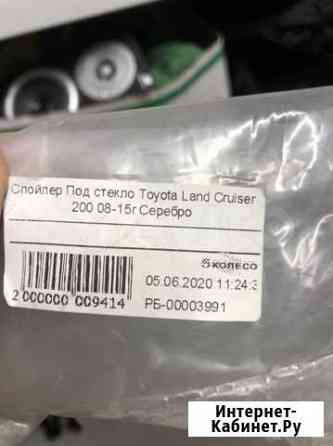 Спойлер Под стекло Toyota Land Cruiser
200 08-15г Серебро
5КОЛЕСО
05.06.2020 11:24:3
2 000000 009414
РБ-00003991
Интернет-
Кабинет.Ру